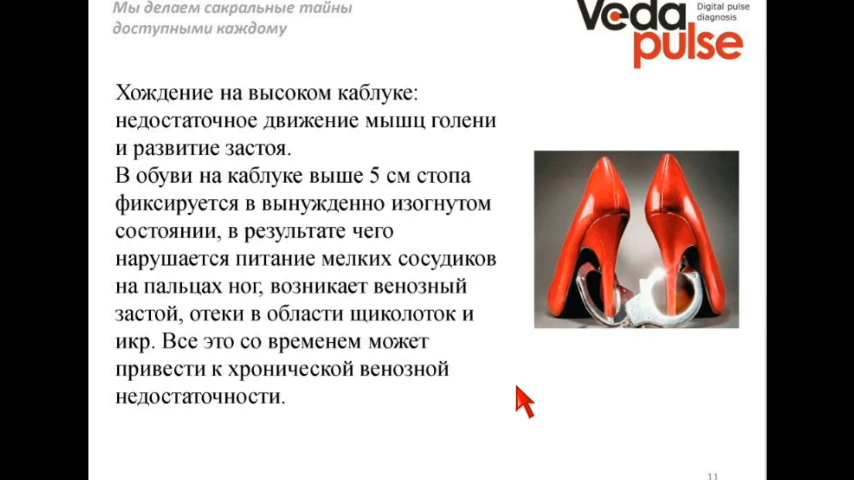 Мы делаем сакральные тайны
доступными каждому
Veda
pulse
Digital pulse
diagnosis
Хождение на высоком каблуке:
недостаточное движение мышц голени
и развитие застоя.
В обуви на каблуке выше 5 см стопа
фиксируется в вынужденно изогнутом
состоянии, в результате чего
нарушается питание мелких сосудиков
на пальцах ног, возникает венозный
застой, отеки в области щиколоток и
икр. Все это со временем может
привести к хронической венозной
недостаточности.
11